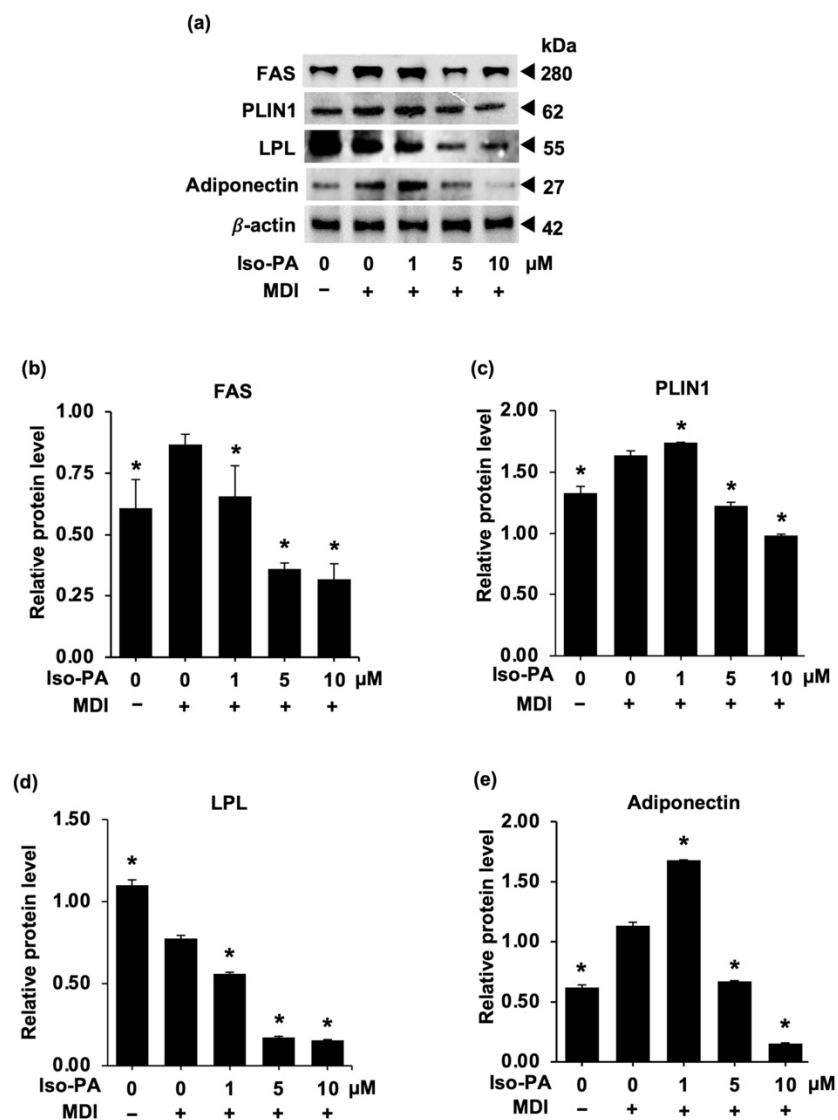 (a)
kDa
FAS 280
PLIN1 62
LPL 55
Adiponectin 27
β-actin 42
Iso-PA 0 0 1 5 10 μM
MDI − + + + +
(b)
FAS
Relative protein level
1.00
*
*
0.75
0.50
*
*
0.25
0.00
Iso-PA 0 0 1 5 10 μM
MDI − + + + +
(c)
PLIN1
Relative protein level
2.00
*
*
1.50
*
*
1.00
0.50
0.00
Iso-PA 0 0 1 5 10 μM
MDI − + + + +
(d)
LPL
Relative protein level
1.50
*
1.00
*
0.50
*
*
0.00
Iso-PA 0 0 1 5 10 μM
MDI − + + + +
(e)
Adiponectin
Relative protein level
2.00
*
1.50
1.00
*
*
0.50
*
0.00
Iso-PA 0 0 1 5 10 μM
MDI − + + + +